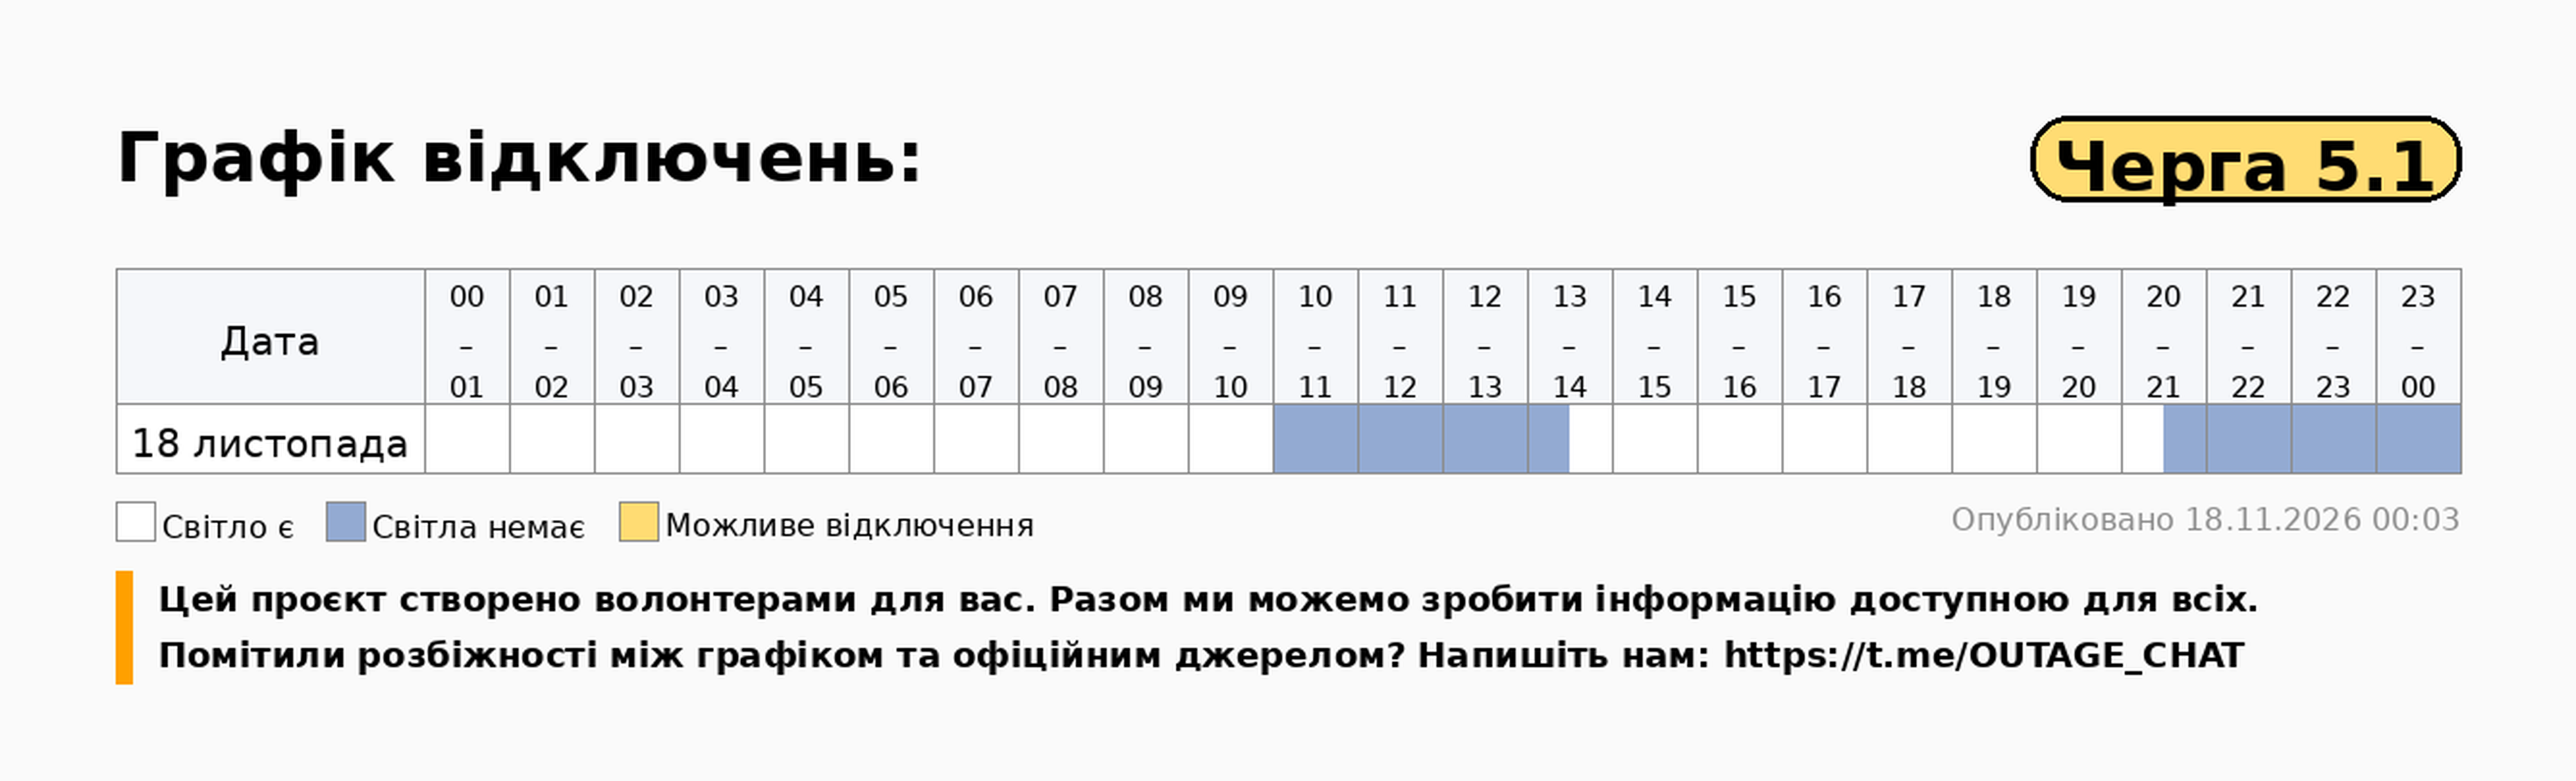 Графік відключень:
Черга 5.1
Дата
00 – 01
01 – 02
02 – 03
03 – 04
04 – 05
05 – 06
06 – 07
07 – 08
08 – 09
09 – 10
10 – 11
11 – 12
12 – 13
13 – 14
14 – 15
15 – 16
16 – 17
17 – 18
18 – 19
19 – 20
20 – 21
21 – 22
22 – 23
23 – 00
18 листопада
Світло є
Світла немає
Можливе відключення
Опубліковано 18.11.2026 00:03
Цей проєкт створено волонтерами для вас. Разом ми можемо зробити інформацію доступною для всіх.
Помітили розбіжності між графіком та офіційним джерелом? Напишіть нам: https://t.me/OUTAGE_CHAT